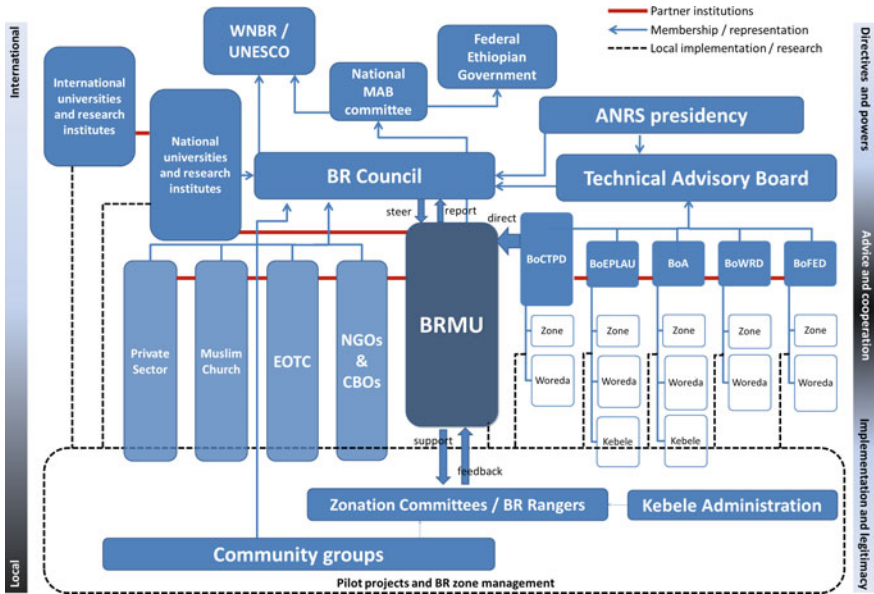 International
Local
Partner institutions
Membership / representation
Local implementation / research
Directives and powers
Advice and cooperation
Implementation and legitimacy
WNBR /
UNESCO
Federal
Ethiopian
Government
National
MAB
committee
International
universities
and research
institutes
National
universities
and research
institutes
ANRS presidency
BR Council
Technical Advisory Board
steer
report
direct
BRMU
BoCTPD
BoEPLAU
BoA
BoWRD
BoFED
Private
Sector
Muslim
Church
EOTC
NGOs
&
CBOs
Zone
Zone
Zone
Zone
Zone
Woreda
Woreda
Woreda
Woreda
Woreda
Kebele
Kebele
support
feedback
Zonation Committees / BR Rangers
Kebele Administration
Community groups
Pilot projects and BR zone management